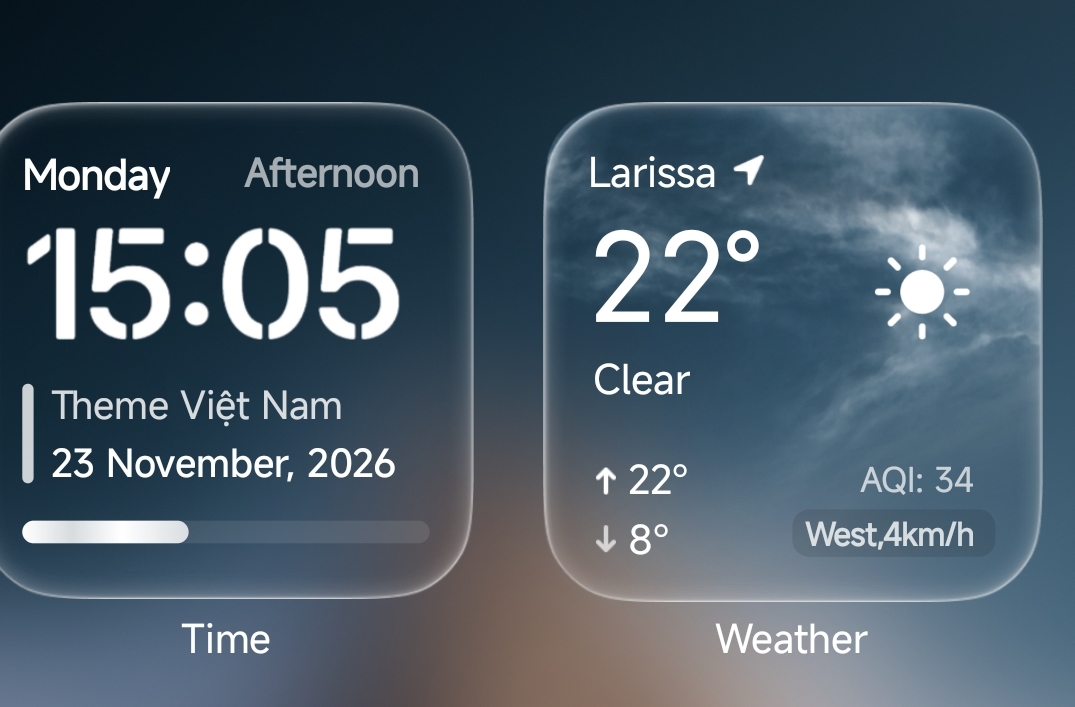 Monday Afternoon
15:05
Theme Việt Nam
23 November, 2026
Time
Larissa
22°
Clear
↑ 22°
↓ 8°
AQI: 34
West,4km/h
Weather